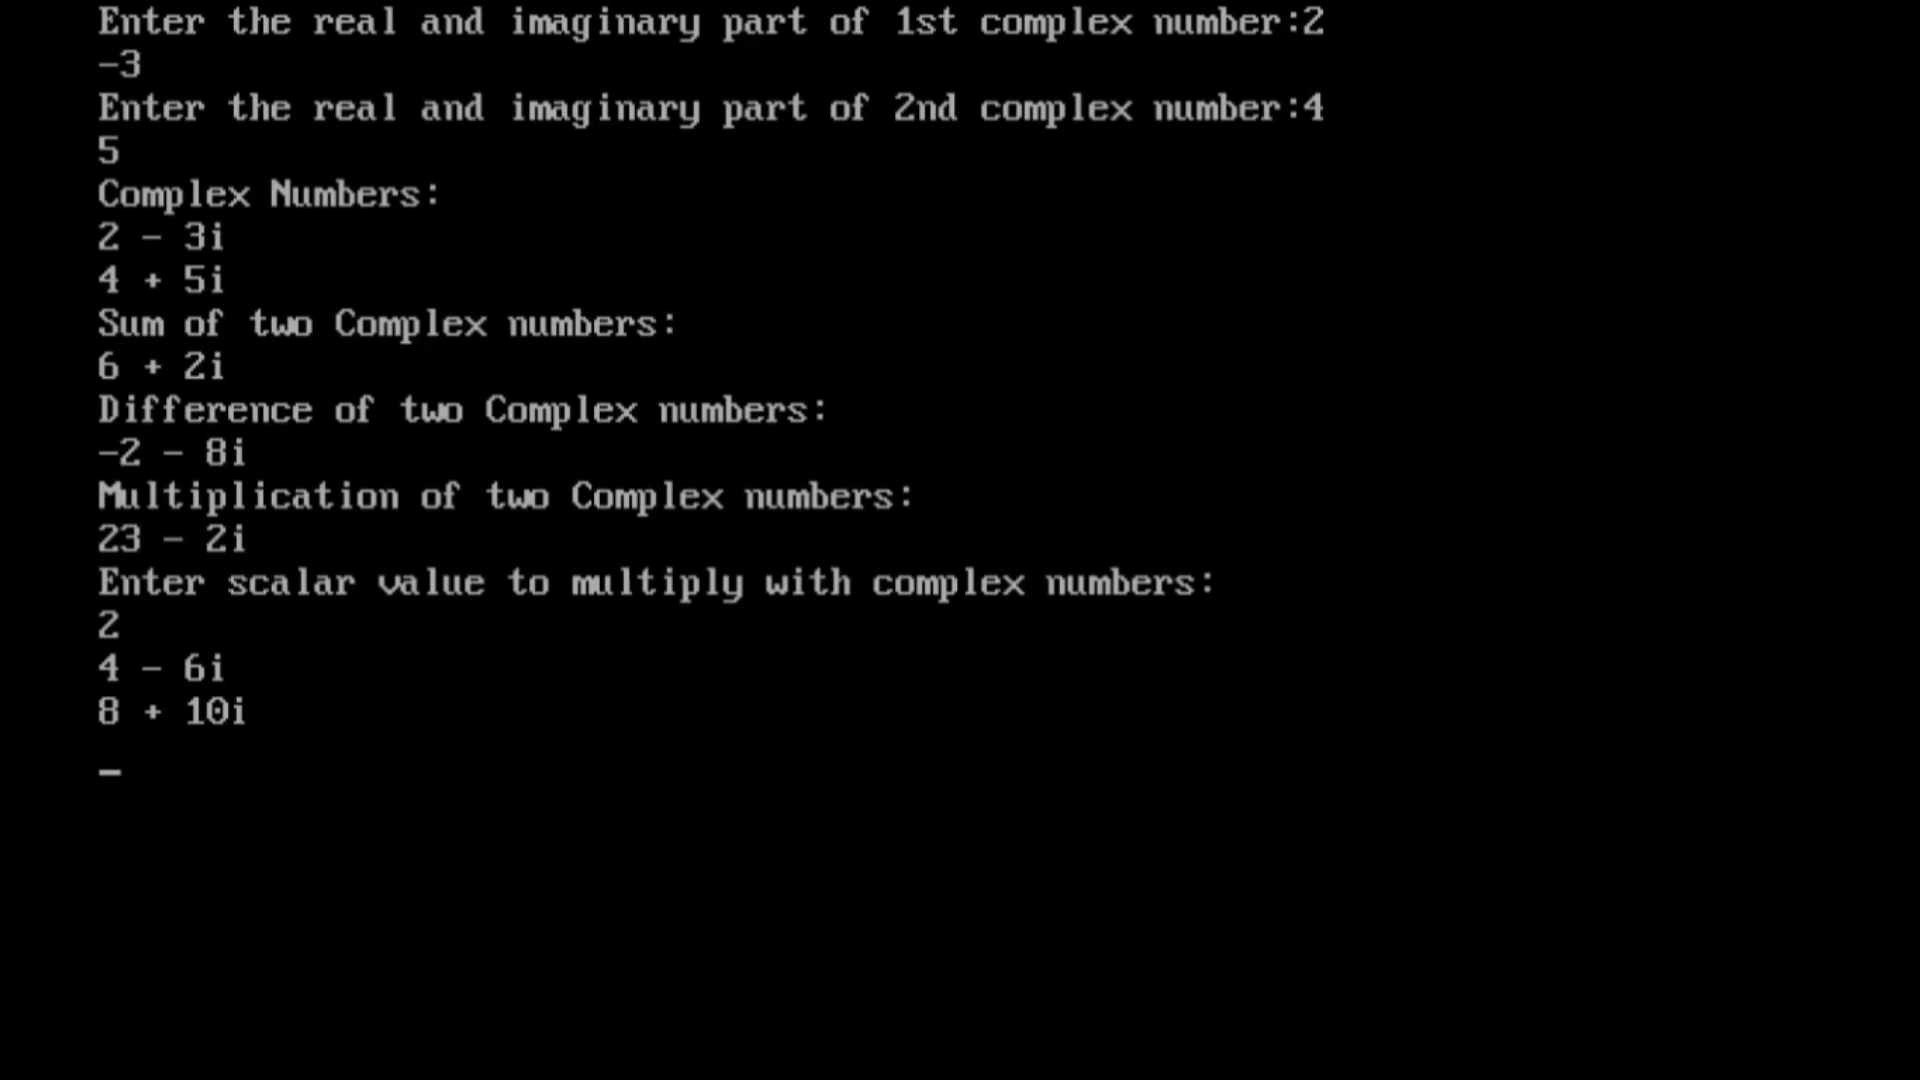 Enter the real and imaginary part of 1st complex number:2
-3
Enter the real and imaginary part of 2nd complex number:4
5
Complex Numbers:
2 - 3i
4 + 5i
Sum of two Complex numbers:
6 + 2i
Difference of two Complex numbers:
-2 - 8i
Multiplication of two Complex numbers:
23 - 2i
Enter scalar value to multiply with complex numbers:
2
4 - 6i
8 + 10i
_